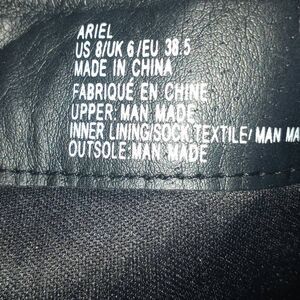 ARIEL
US 8/UK 6/EU 38.5
MADE IN CHINA
FABRIQUÉ EN CHINE
UPPER: MAN MADE
INNER LINING/SOCK TEXTILE/ MAN MA
OUTSOLE: MAN MADE